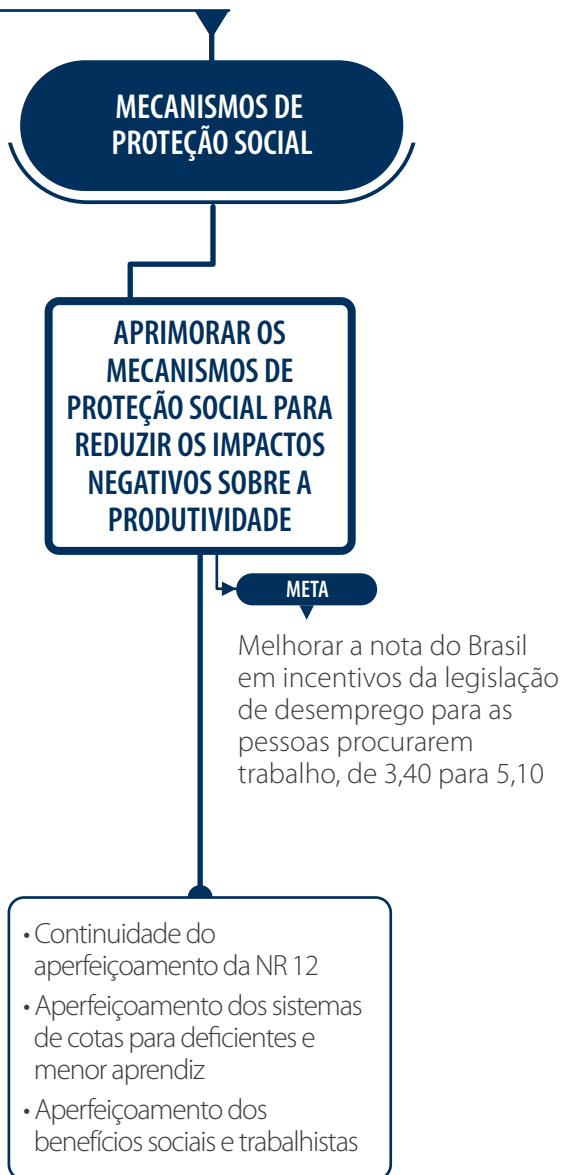 MECANISMOS DE
PROTEÇÃO SOCIAL
APRIMORAR OS
MECANISMOS DE
PROTEÇÃO SOCIAL PARA
REDUZIR OS IMPACTOS
NEGATIVOS SOBRE A
PRODUTIVIDADE
META
Melhorar a nota do Brasil
em incentivos da legislação
de desemprego para as
pessoas procurarem
trabalho, de 3,40 para 5,10
• Continuidade do
aperfeiçoamento da NR 12
• Aperfeiçoamento dos sistemas
de cotas para deficientes e
menor aprendiz
• Aperfeiçoamento dos
benefícios sociais e trabalhistas